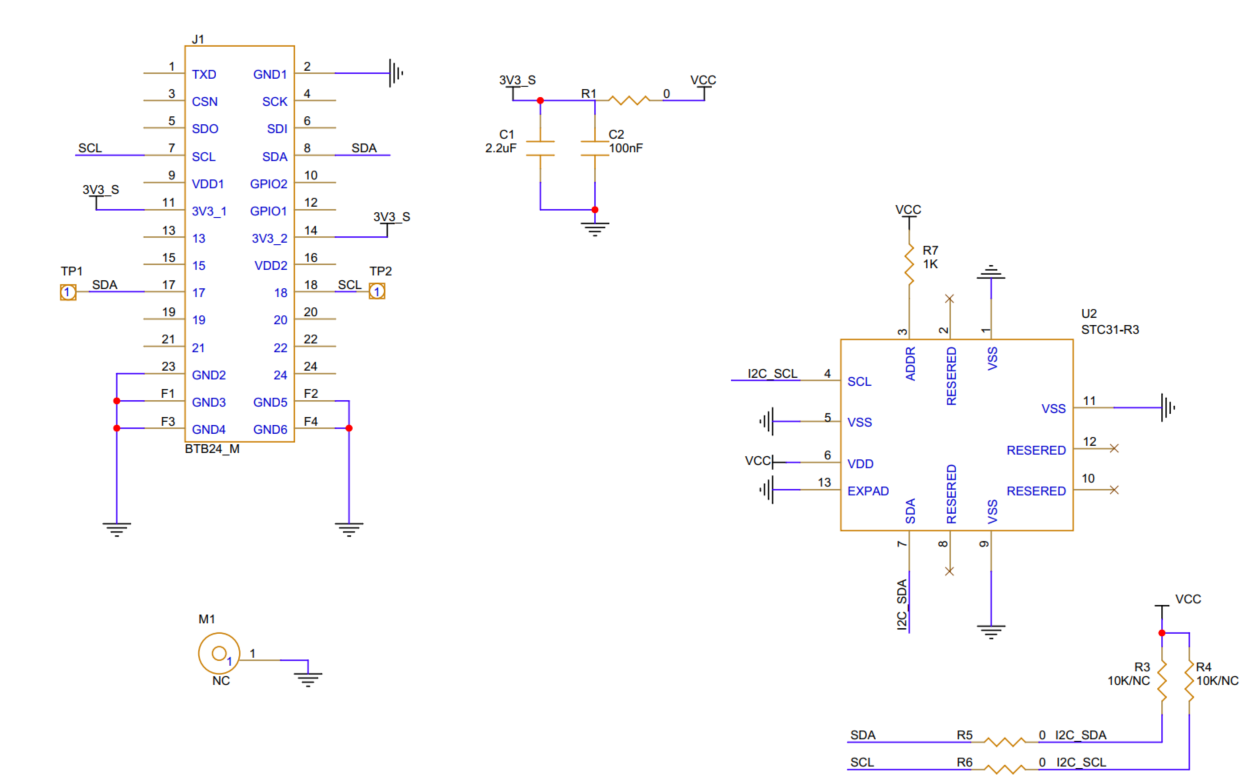 J1
1 TXD GND1 2
3 CSN SCK 4
5 SDO SDI 6
SCL 7 SCL SDA 8 SDA
9 VDD1 GPIO2 10
3V3_S 11 3V3_1 GPIO1 12
13 13 3V3_2 14 3V3_S
15 15 VDD2 16
TP1 1 SDA 17 17 18 18 SCL 1 TP2
19 19 20 20
21 21 22 22
23 GND2 24 24
F1 GND3 GND5 F2
F3 GND4 GND6 F4
BTB24_M
M1
1 1
NC
3V3_S R1 0 VCC
C1 C2
2.2uF 100nF
VCC
R7
1K
U2
STC31-R3
3 2 1
ADDR RESERED VSS
I2C_SCL 4 SCL
5 VSS
VCC 6 VDD
13 EXPAD
VSS 11
RESERED 12
RESERED 10
SDA RESERED VSS
7 8 9
I2C_SDA
VCC
R3 R4
10K/NC 10K/NC
SDA R5 0 I2C_SDA
SCL R6 0 I2C_SCL